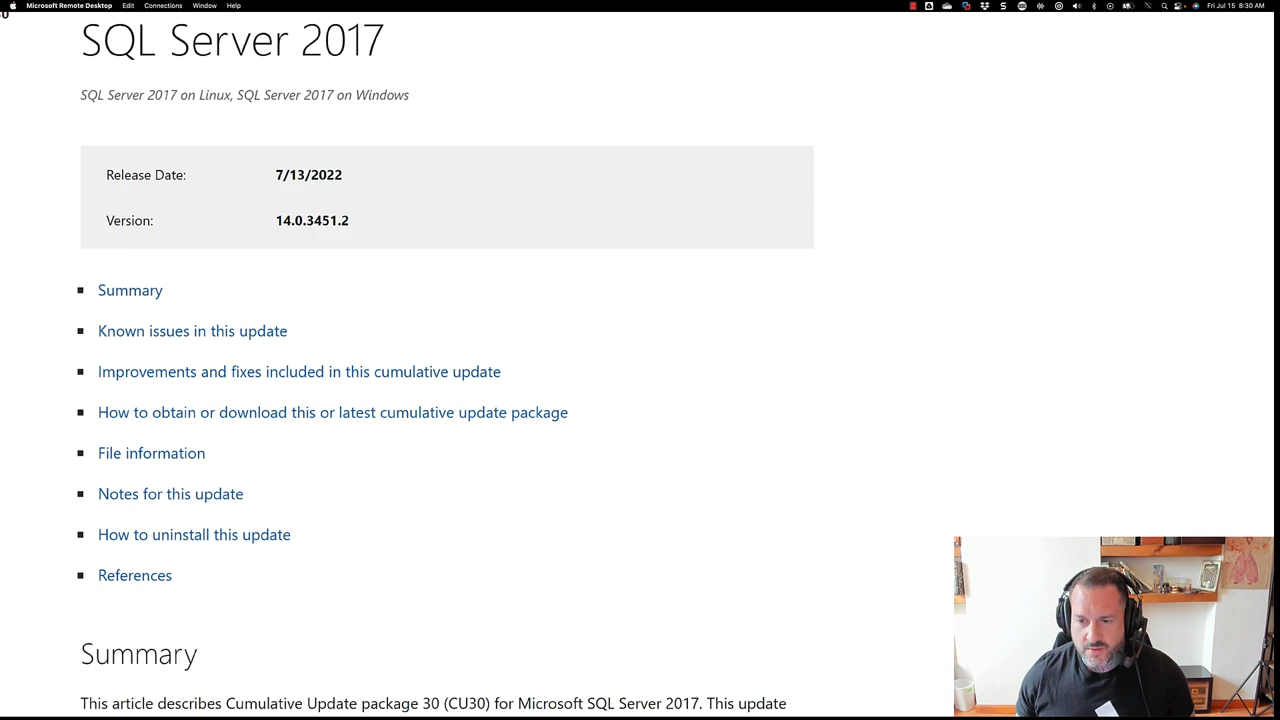 Microsoft Remote Desktop Edit Connections Window Help Fri Jul 15 8:30 AM
SQL Server 2017
SQL Server 2017 on Linux, SQL Server 2017 on Windows
Release Date: 7/13/2022
Version: 14.0.3451.2
Summary
Known issues in this update
Improvements and fixes included in this cumulative update
How to obtain or download this or latest cumulative update package
File information
Notes for this update
How to uninstall this update
References
Summary
This article describes Cumulative Update package 30 (CU30) for Microsoft SQL Server 2017. This update